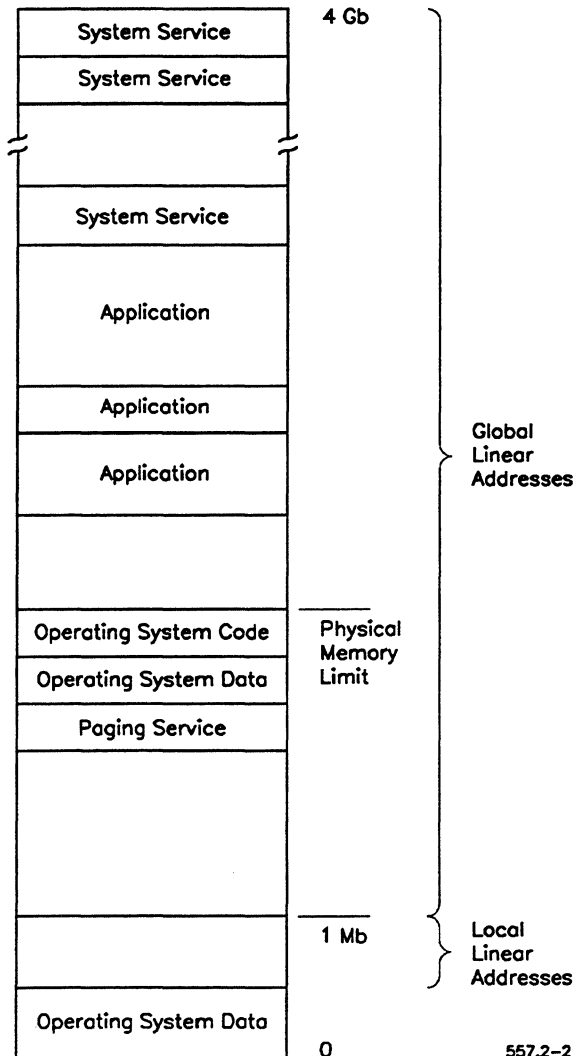 System Service
4 Gb
System Service
System Service
Application
Application
Application
Global
Linear
Addresses
Operating System Code
Physical
Memory
Limit
Operating System Data
Paging Service
1 Mb
Local
Linear
Addresses
Operating System Data
0
557.2-2